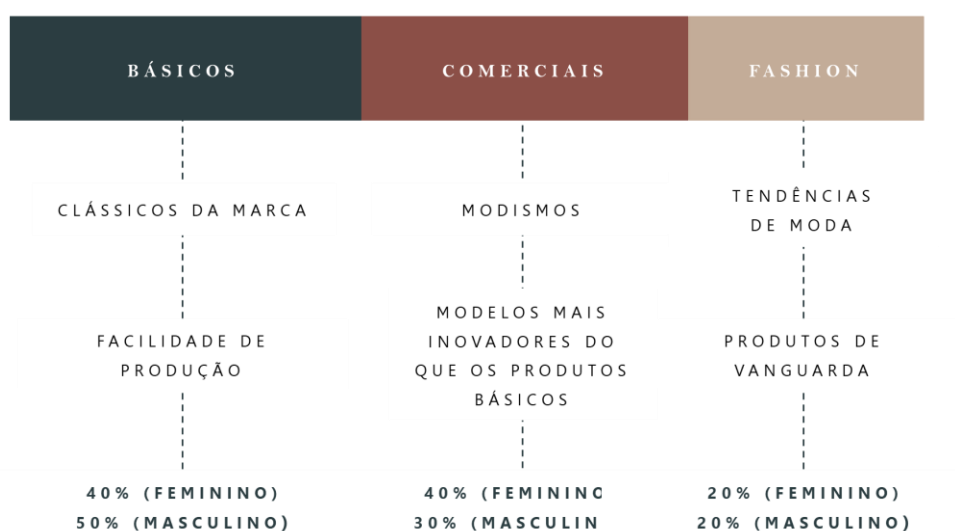 BÁSICOS
COMERCIAIS
FASHION
CLÁSSICOS DA MARCA
MODISMOS
TENDÊNCIAS
DE MODA
FACILIDADE DE
PRODUÇÃO
MODELOS MAIS
INOVADORES DO
QUE OS PRODUTOS
BÁSICOS
PRODUTOS DE
VANGUARDA
40% (FEMININO)
50% (MASCULINO)
40% (FEMININO
30% (MASCULIN
20% (FEMININO)
20% (MASCULINO)